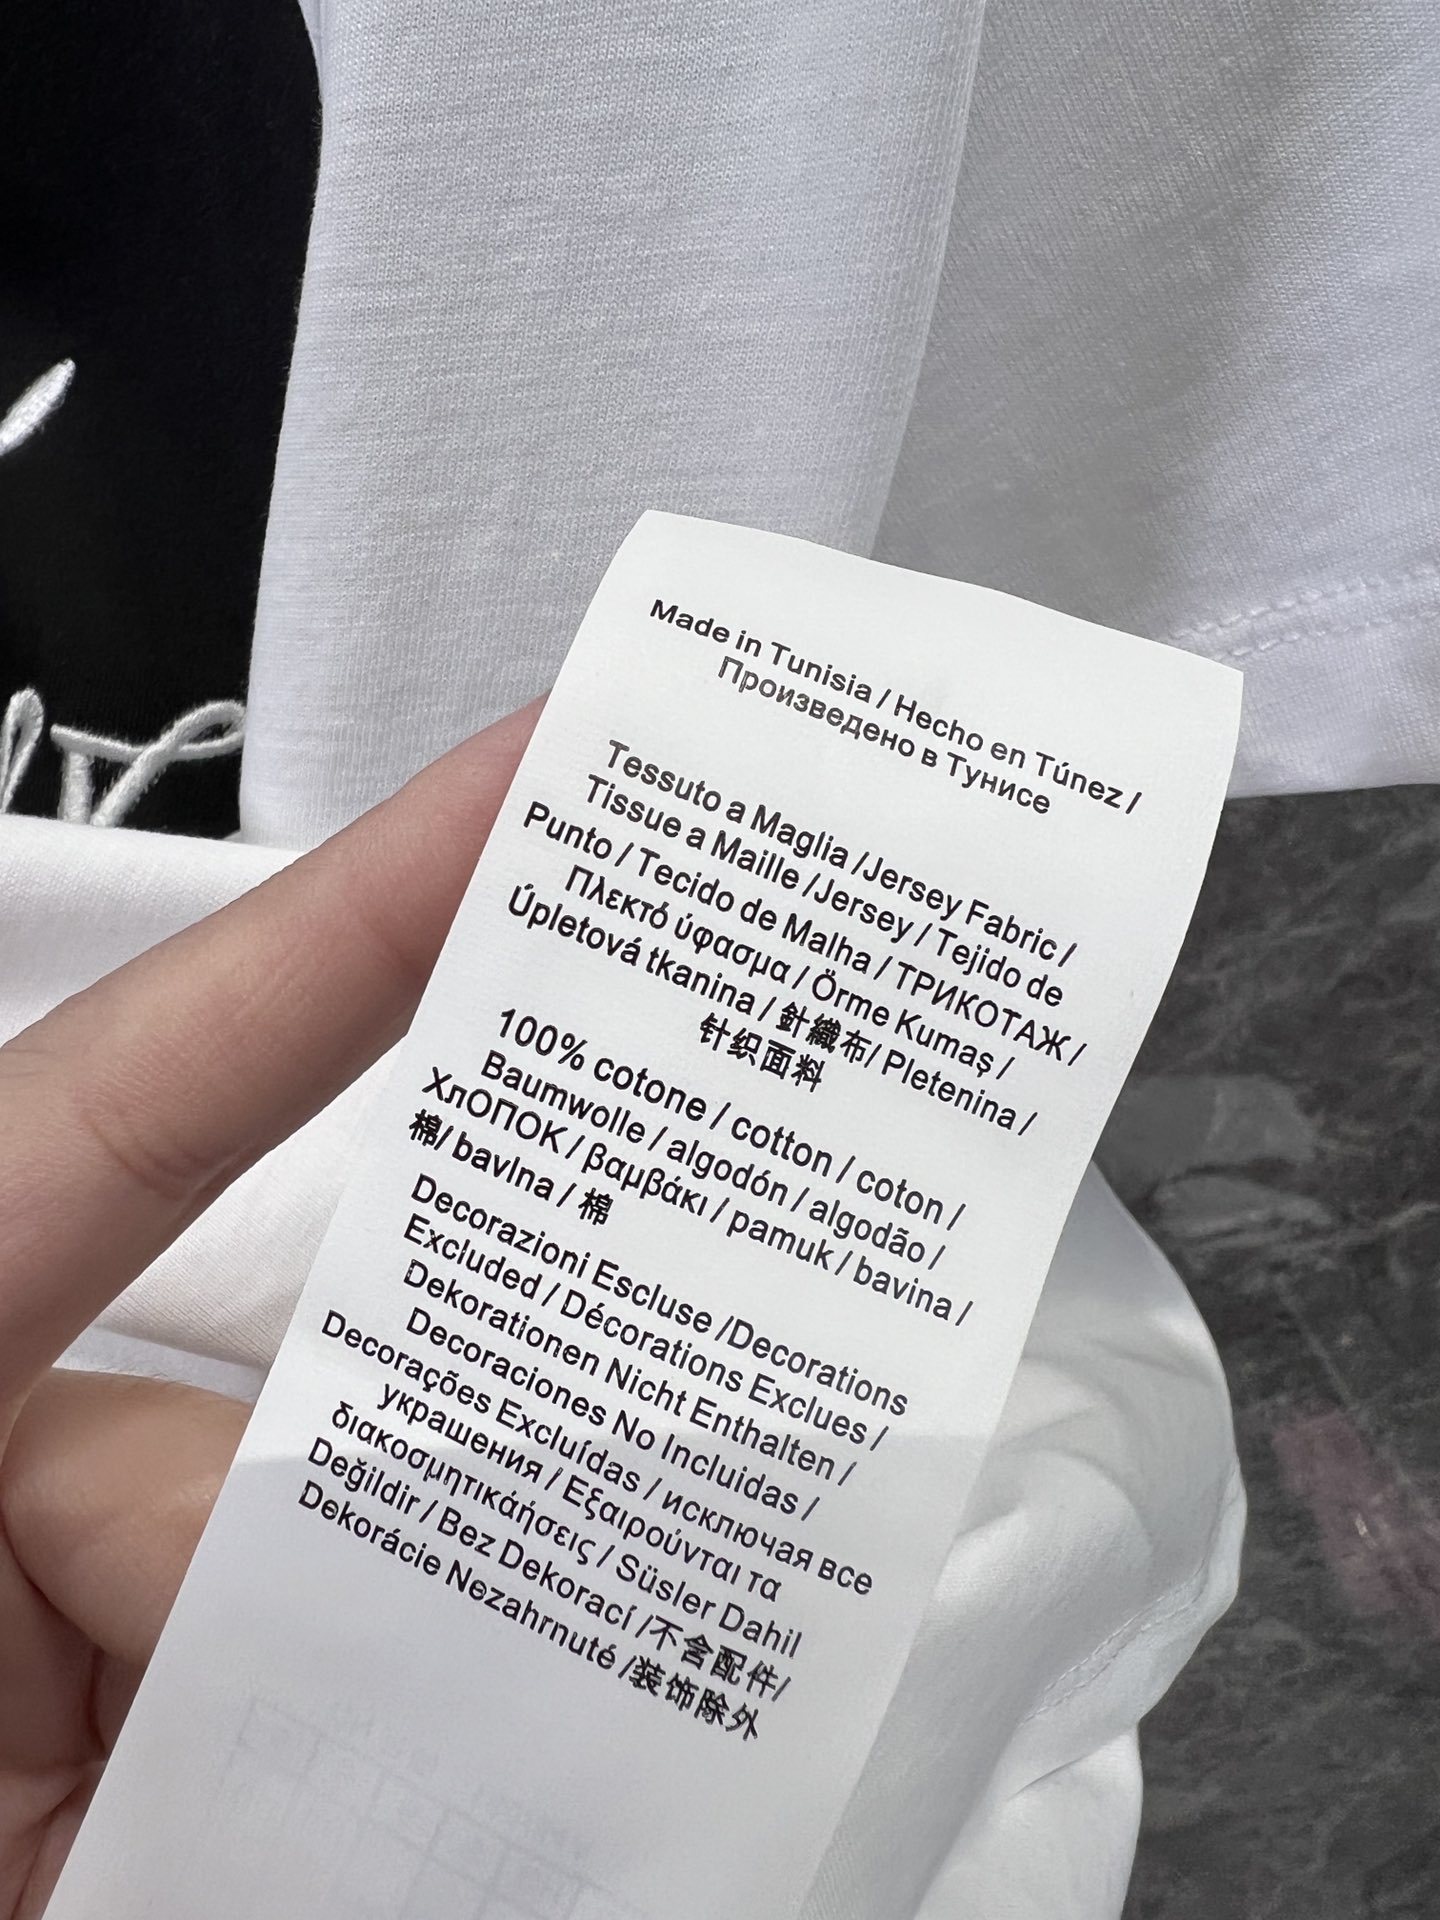 Made in Tunisia / Hecho en Túnez /
Произведено в Тунисе
Tessuto a Maglia /Jersey Fabric /
Tissue a Maille /Jersey / Tejido de
Punto / Tecido de Malha / ТРИКОТАЖ /
Πλεκτό ύφασμα / Örme Kumaş /
Úpletová tkanina / 針織布/ Pletenina /
针织面料
100% cotone / cotton / coton /
Baumwolle / algodón / algodão /
ХлОПОК / βαμβάκι / pamuk / bavina /
棉/ bavlna / 棉
Decorazioni Escluse /Decorations
Excluded / Décorations Exclues /
Dekorationen Nicht Enthalten /
Decoraciones No Incluidas /
Decorações Excluídas / исключая все
украшения / Εξαιρούνται τα
διακοσμητικάήσεις / Süsler Dahil
Değildir / Bez Dekorací /不含配件/
Dekorácie Nezahrnuté /装饰除外